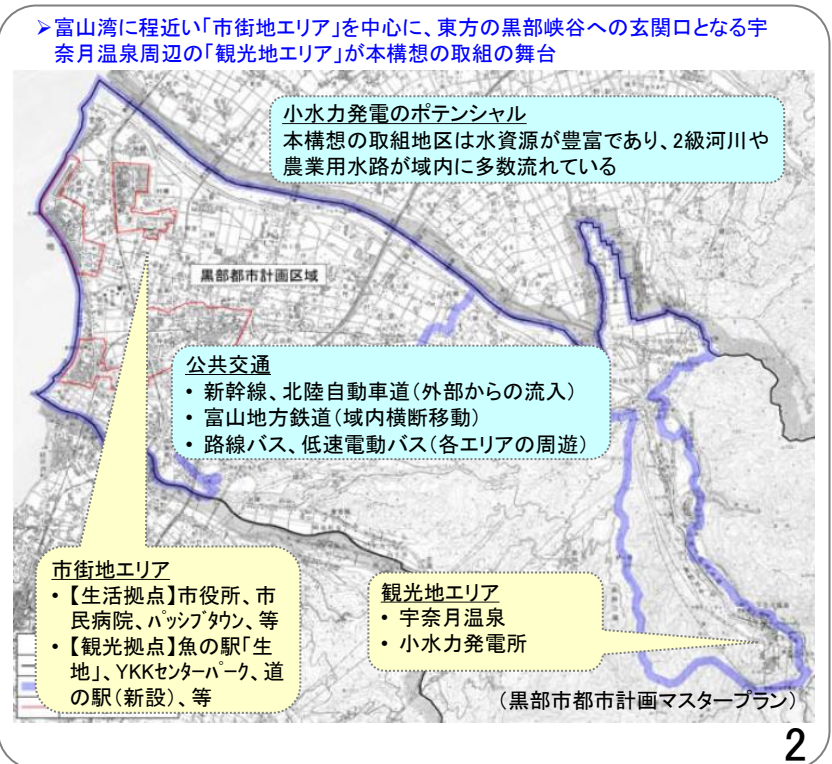 ➢富山湾に程近い「市街地エリア」を中心に、東方の黒部峡谷への玄関口となる宇
奈月温泉周辺の「観光地エリア」が本構想の取組の舞台
小水力発電のポテンシャル
本構想の取組地区は水資源が豊富であり、2級河川や
農業用水路が域内に多数流れている
黒部都市計画区域
公共交通
• 新幹線、北陸自動車道(外部からの流入)
• 富山地方鉄道(域内横断移動)
• 路線バス、低速電動バス(各エリアの周遊)
市街地エリア
• 【生活拠点】市役所、市
民病院、パッシブタウン、等
• 【観光拠点】魚の駅「生
地」、YKKセンターパーク、道
の駅(新設)、等
観光地エリア
• 宇奈月温泉
• 小水力発電所
(黒部市都市計画マスタープラン)
2